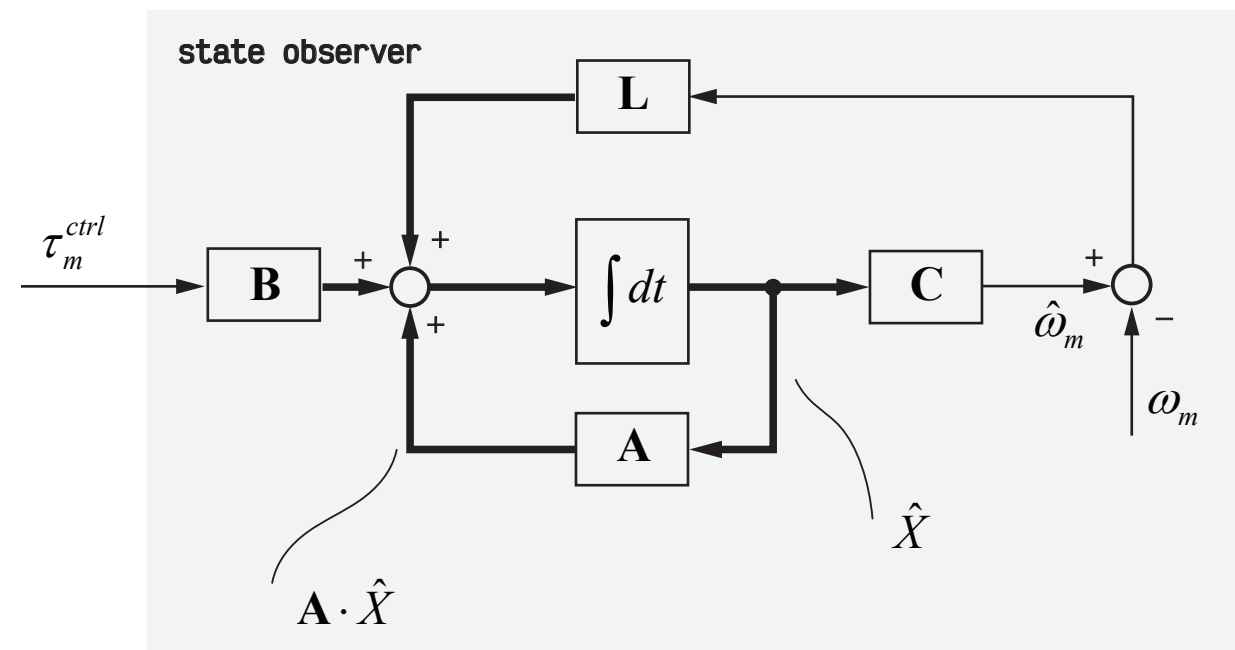 state observer
L
τ_m^{ctrl}
+
+
+
B
∫ dt
C
+
ω̂_m
−
ω_m
A
X̂
A · X̂